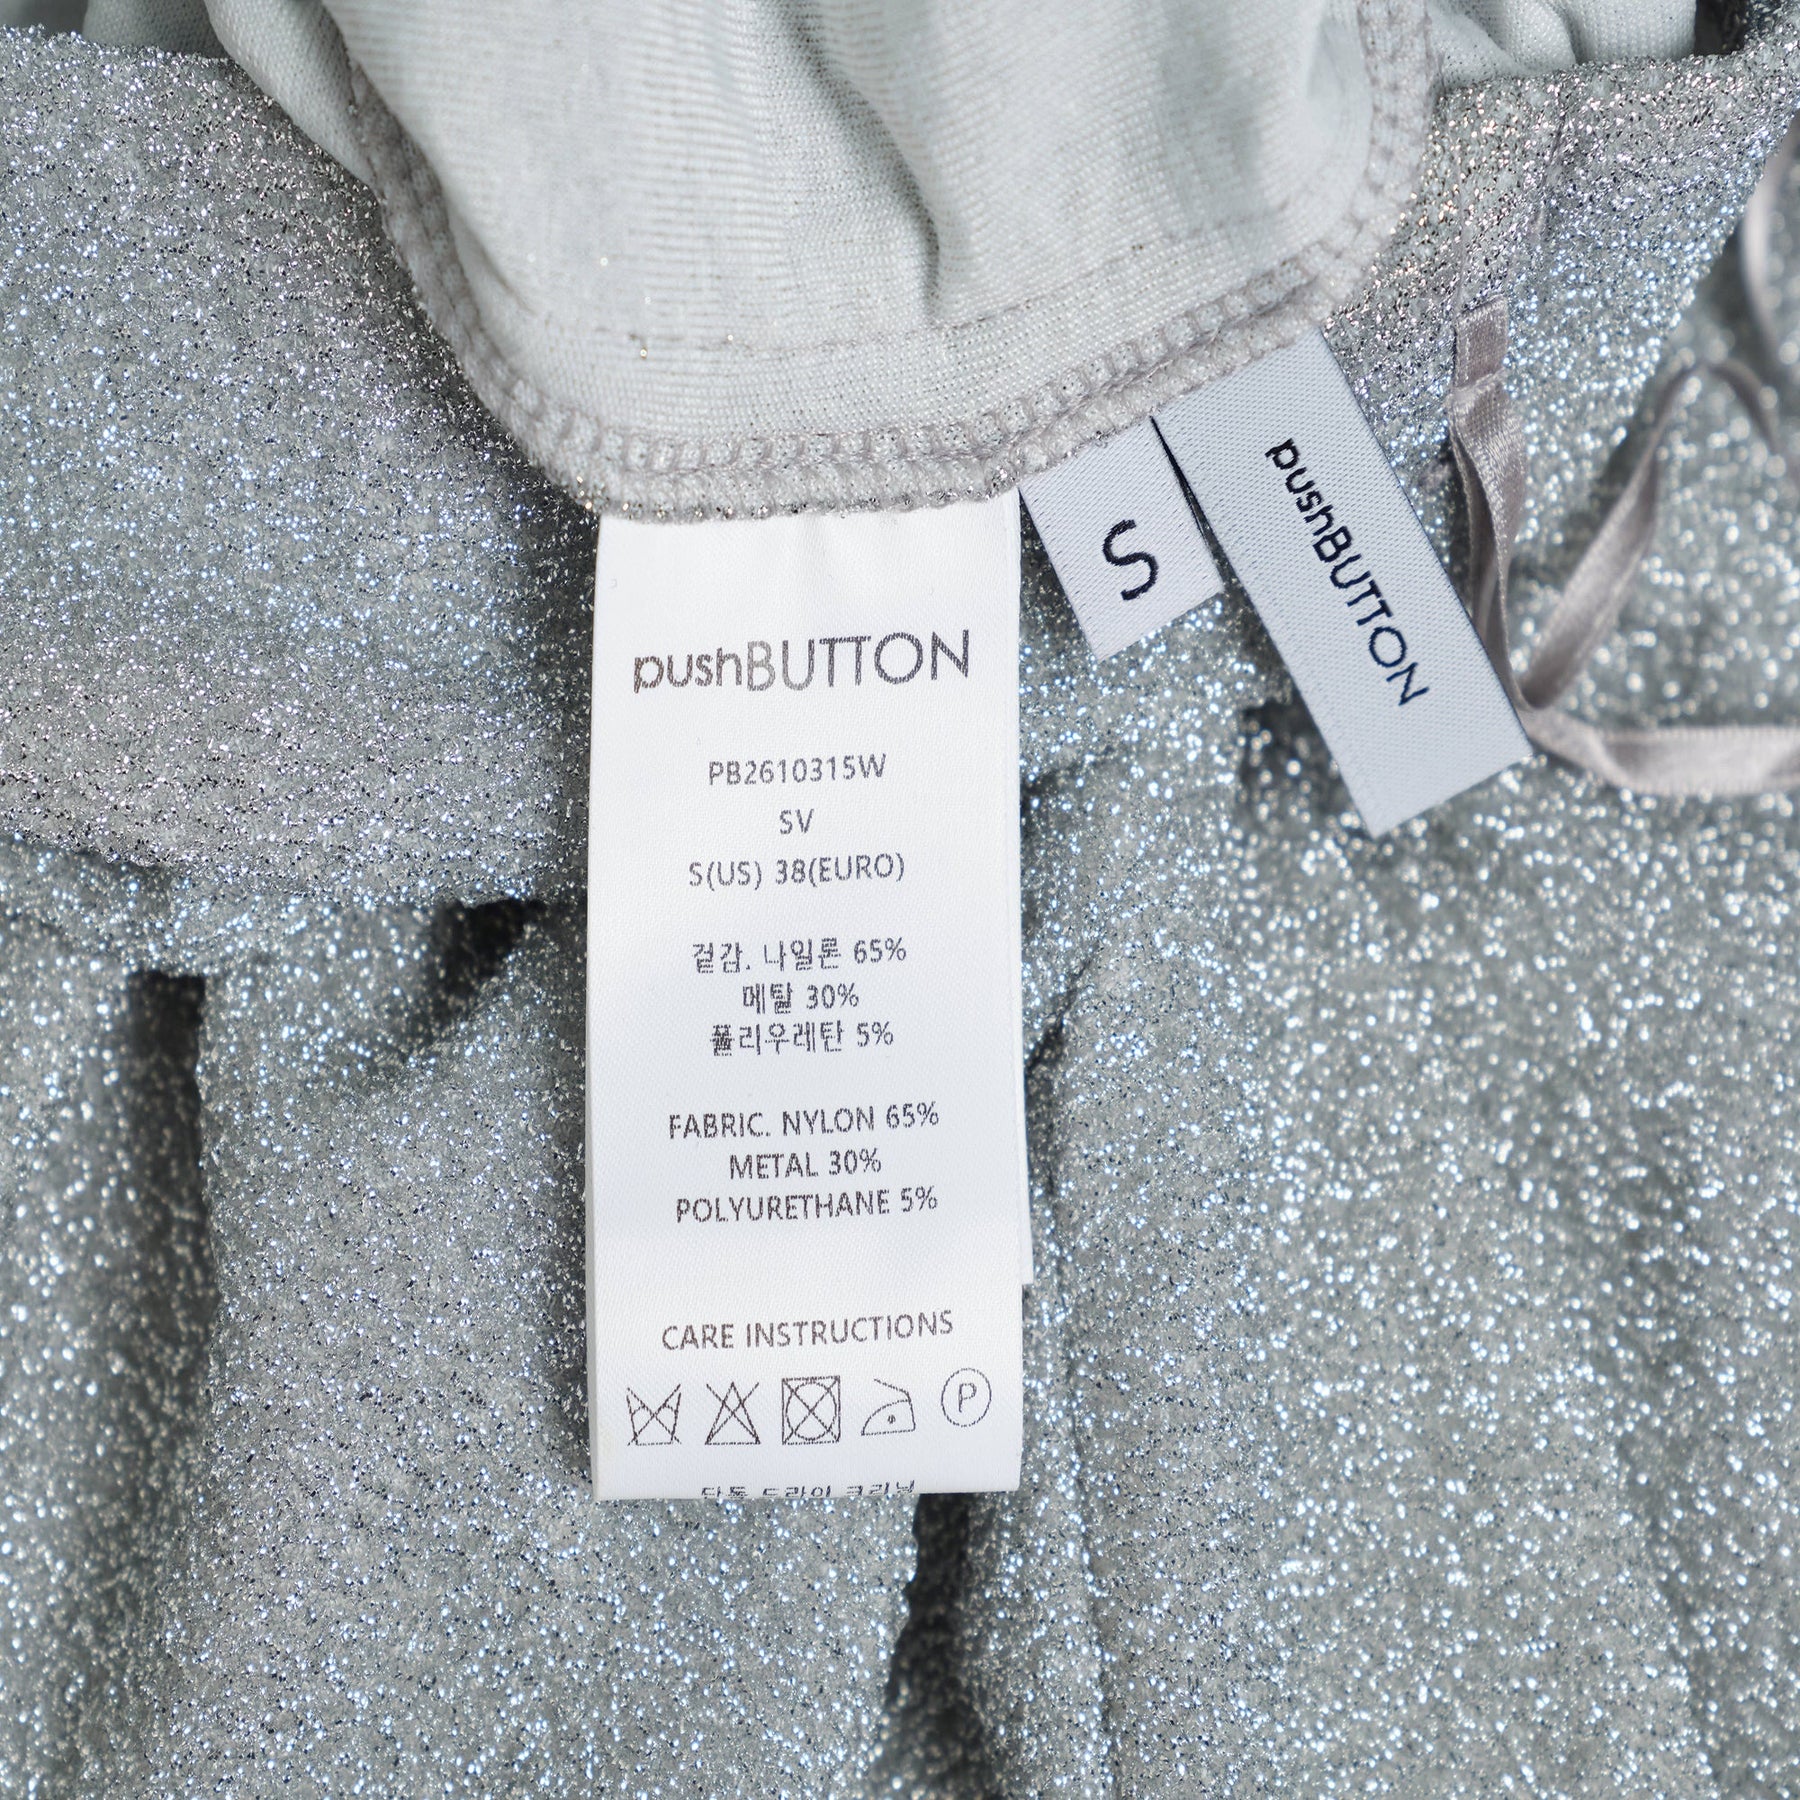 pushBUTTON
PB2610315W
SV
S(US) 38(EURO)
겉감. 나일론 65%
메탈 30%
폴리우레탄 5%
FABRIC. NYLON 65%
METAL 30%
POLYURETHANE 5%
CARE INSTRUCTIONS
P
S
pushBUTTON